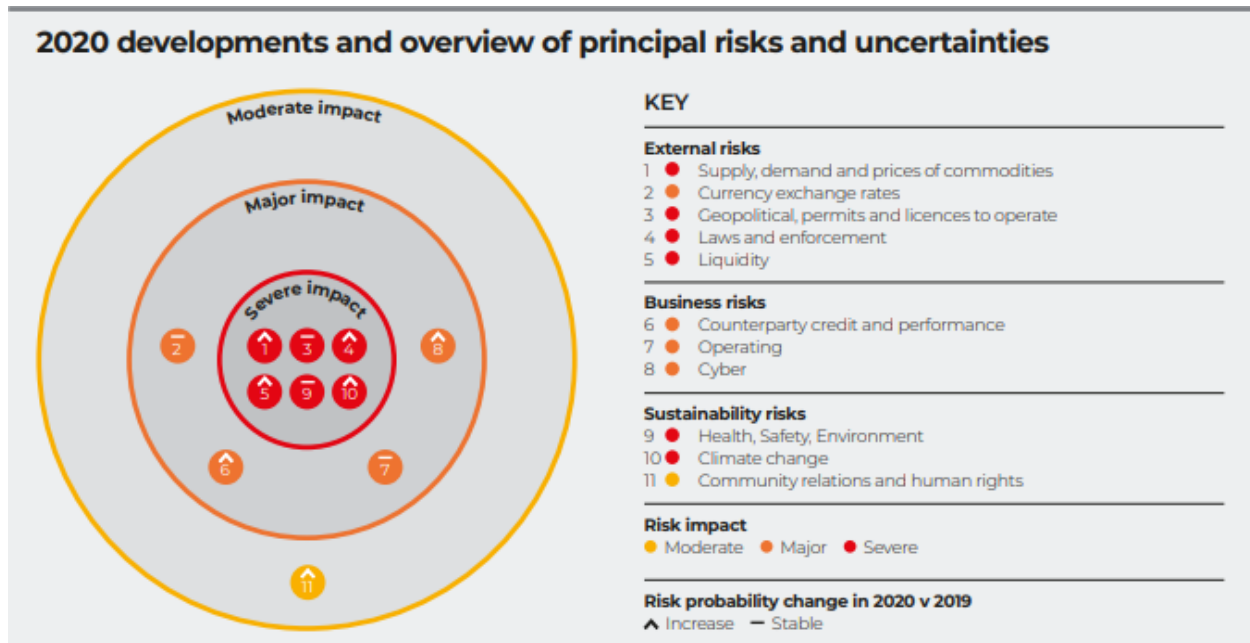 2020 developments and overview of principal risks and uncertainties
Moderate impact
Major impact
Severe impact
2
1
3
4
8
5
9
10
6
7
11
KEY
External risks
1 Supply, demand and prices of commodities
2 Currency exchange rates
3 Geopolitical, permits and licences to operate
4 Laws and enforcement
5 Liquidity
Business risks
6 Counterparty credit and performance
7 Operating
8 Cyber
Sustainability risks
9 Health, Safety, Environment
10 Climate change
11 Community relations and human rights
Risk impact
Moderate Major Severe
Risk probability change in 2020 v 2019
Increase Stable